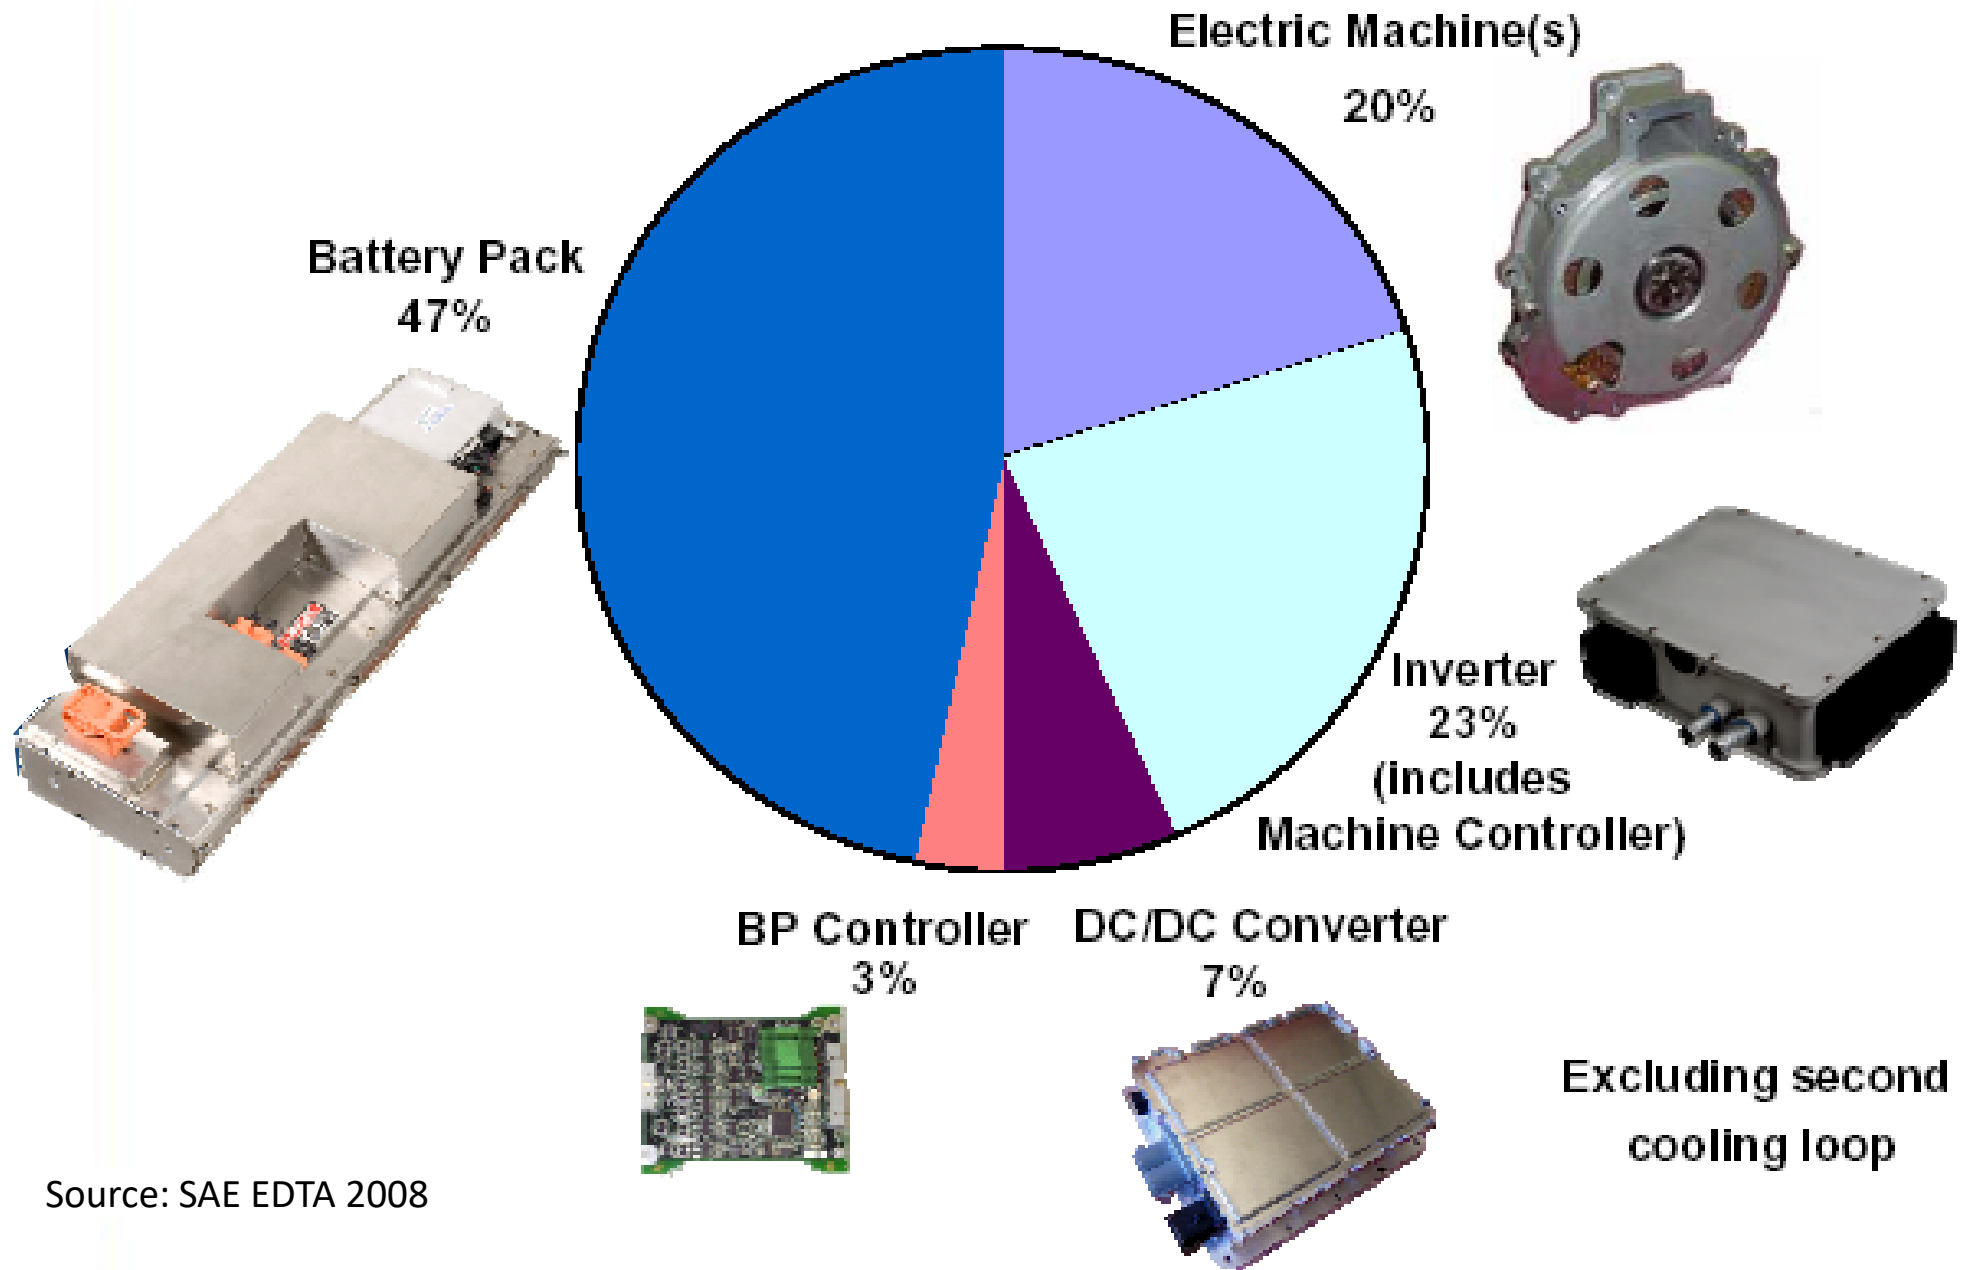 Electric Machine(s)
20%
Battery Pack
47%
Inverter
23%
(includes
Machine Controller)
BP Controller
3%
DC/DC Converter
7%
Excluding second
cooling loop
Source: SAE EDTA 2008